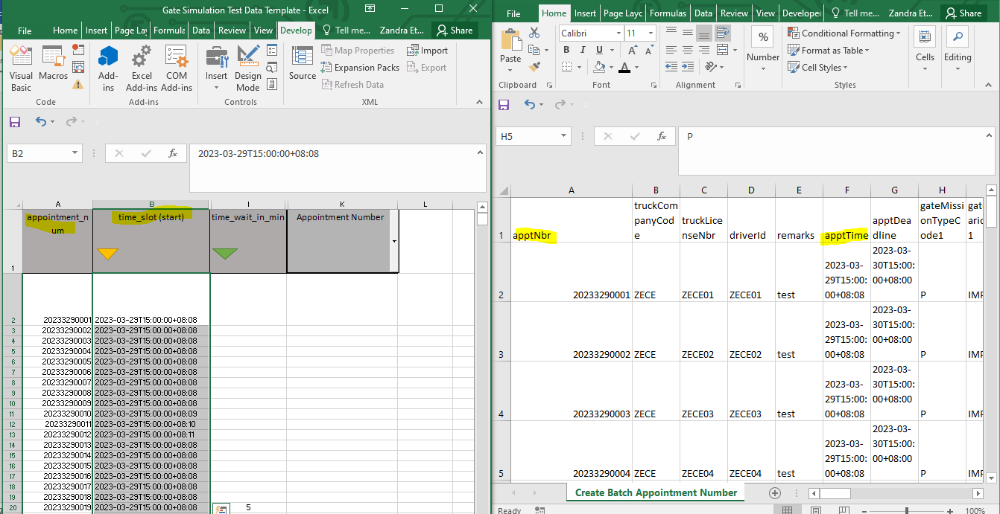 Gate Simulation Test Data Template - Excel
File Home Insert Page Lay Formula Data Review View Develop Tell me... Zandra Et... Share
Visual Basic
Macros
Code
Add-ins
Excel Add-ins
COM Add-ins
Add-ins
Insert
Design Mode
Controls
Source
Map Properties
Expansion Packs
Refresh Data
Import
Export
XML
B2
fx
2023-03-29T15:00:00+08:08
A B I K L
1
appointment_n
um
time_slot (start)
time_wait_in_min
Appointment Number
2 20233290001 2023-03-29T15:00:00+08:08
3 20233290002 2023-03-29T15:00:00+08:08
4 20233290003 2023-03-29T15:00:00+08:08
5 20233290004 2023-03-29T15:00:00+08:08
6 20233290005 2023-03-29T15:00:00+08:08
7 20233290006 2023-03-29T15:00:00+08:08
8 20233290007 2023-03-29T15:00:00+08:08
9 20233290008 2023-03-29T15:00:00+08:08
10 20233290009 2023-03-29T15:00:00+08:08
11 20233290010 2023-03-29T15:00:00+08:09
12 20233290011 2023-03-29T15:00:00+08:10
13 20233290012 2023-03-29T15:00:00+08:11
14 20233290013 2023-03-29T15:00:00+08:08
15 20233290014 2023-03-29T15:00:00+08:08
16 20233290015 2023-03-29T15:00:00+08:08
17 20233290016 2023-03-29T15:00:00+08:08
18 20233290017 2023-03-29T15:00:00+08:08
19 20233290018 2023-03-29T15:00:00+08:08
20 20233290019 2023-03-29T15:00:00+08:08 5
File Home Insert Page Layc Formulas Data Review View Developer Tell me... Zandra Et... Share
Paste
Clipboard
Calibri 11
B I U A A
A
Font
Alignment
%
Number
Conditional Formatting
Format as Table
Cell Styles
Styles
Cells
Editing
H5
fx
P
A B C D E F G H
1
apptNbr
truckCom
panyCod
e
truckLice
nseNbr
driverId
remarks
apptTime
apptDea
dline
gateMissi
onTypeC
ode1
2 20233290001 ZECE ZECE01 ZECE01 test
2023-03-
29T15:00:
00+08:08
2023-03-
30T15:00:
00+08:00
P IMF
3 20233290002 ZECE ZECE02 ZECE02 test
2023-03-
29T15:00:
00+08:08
2023-03-
30T15:00:
00+08:00
P IMF
4 20233290003 ZECE ZECE03 ZECE03 test
2023-03-
29T15:00:
00+08:08
2023-03-
30T15:00:
00+08:00
P IMF
5 20233290004 ZECE ZECE04 ZECE04 test
2023-03-
29T15:00:
00+08:08
2023-03-
30T15:00:
00+08:00
P IMF
Create Batch Appointment Number
Ready
100%